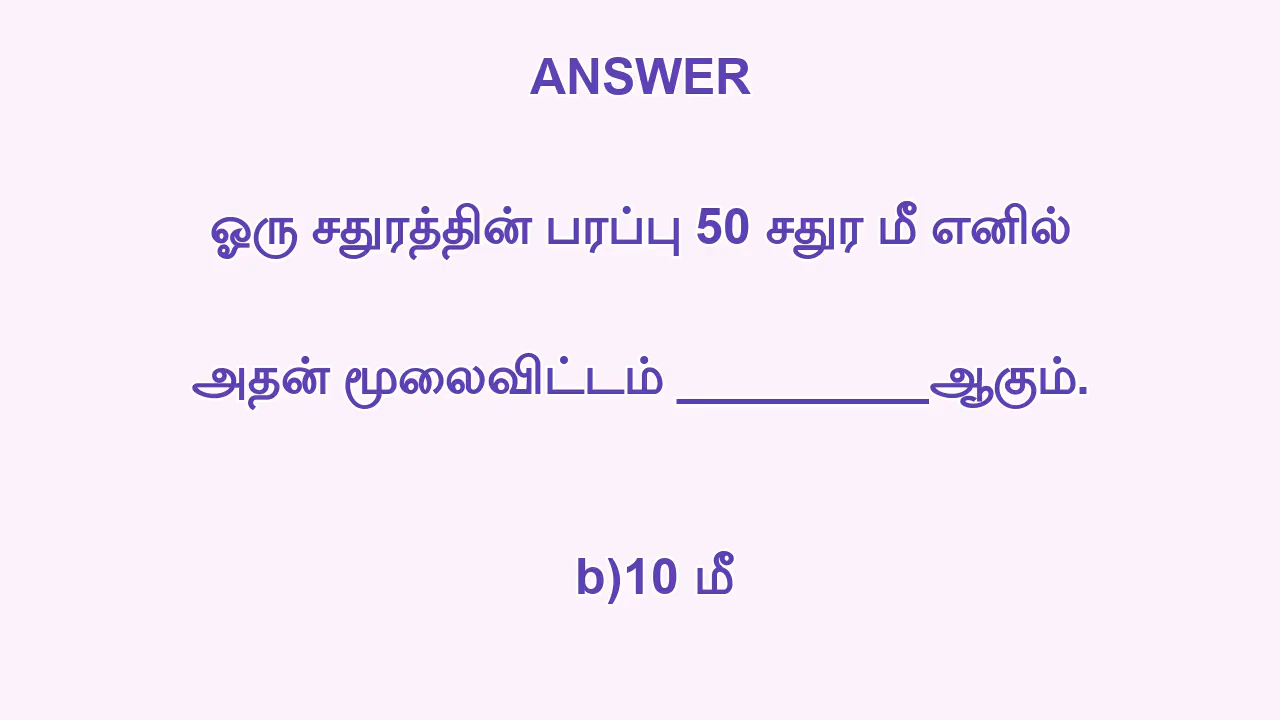 ANSWER
ஒரு சதுரத்தின் பரப்பு 50 சதுர மீ எனில்
அதன் மூலைவிட்டம் __________ஆகும்.
b)10 மீ